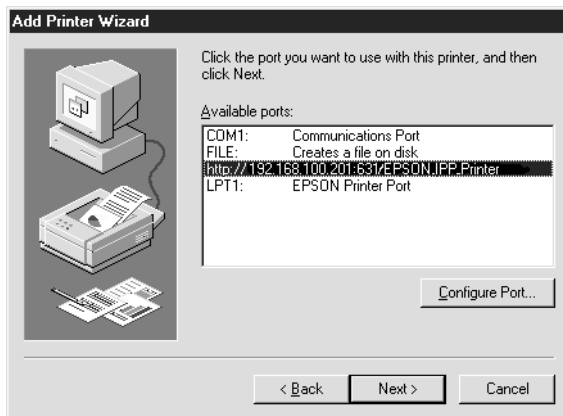 Add Printer Wizard
Click the port you want to use with this printer, and then
click Next.
Available ports:
COM1: Communications Port
FILE: Creates a file on disk
http://192.168.100.201:631/EPSON_IPP_Printer
LPT1: EPSON Printer Port
Configure Port...
< Back
Next >
Cancel